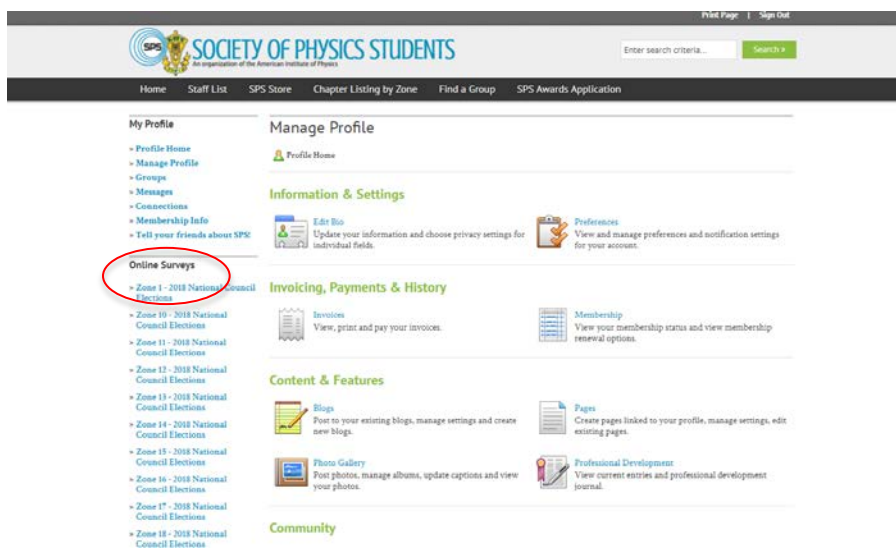 Print Page | Sign Out
SPS
SOCIETY OF PHYSICS STUDENTS
An organization of the American Institute of Physics
Enter search criteria...
Search »
Home Staff List SPS Store Chapter Listing by Zone Find a Group SPS Awards Application
My Profile
» Profile Home
» Manage Profile
» Groups
» Messages
» Connections
» Membership Info
» Tell your friends about SPS!
Online Surveys
» Zone 1 - 2018 National Council
Elections
» Zone 10 - 2018 National
Council Elections
» Zone 11 - 2018 National
Council Elections
» Zone 12 - 2018 National
Council Elections
» Zone 13 - 2018 National
Council Elections
» Zone 14 - 2018 National
Council Elections
» Zone 15 - 2018 National
Council Elections
» Zone 16 - 2018 National
Council Elections
» Zone 17 - 2018 National
Council Elections
» Zone 18 - 2018 National
Council Elections
Manage Profile
Profile Home
Information & Settings
Edit Bio
Update your information and choose privacy settings for
individual fields.
Preferences
View and manage preferences and notification settings
for your account.
Invoicing, Payments & History
Invoices
View, print and pay your invoices.
Membership
View your membership status and view membership
renewal options.
Content & Features
Blogs
Post to your existing blogs, manage settings and create
new blogs.
Pages
Create pages linked to your profile, manage settings, edit
existing pages.
Photo Gallery
Post photos, manage albums, update captions and view
your photos.
Professional Development
View current entries and professional development
journal.
Community